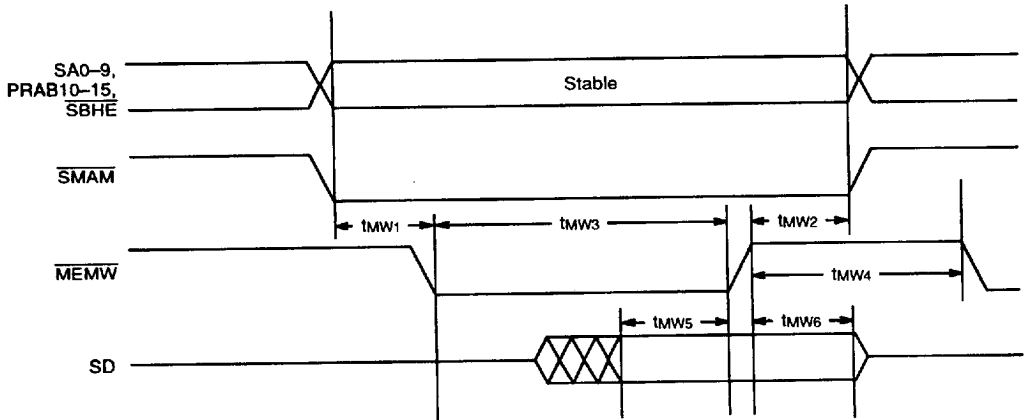 SA0–9,
PRAB10–15,
SBHE
Stable
SMAM
tMW1
tMW3
tMW2
MEMW
tMW4
tMW5
tMW6
SD